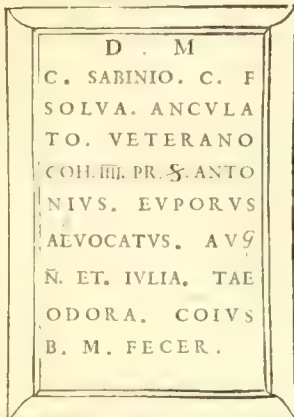 D . M
C. SABINIO. C. F
SOLVA. ANCVLA
TO. VETERANO
COH. IIII. PR. S. ANTO
NIVS. EVPORVS
AEVOCATVS. AVG
N̄. ET. IVLIA. TAE
ODORA. COIVS
B. M. FECER.